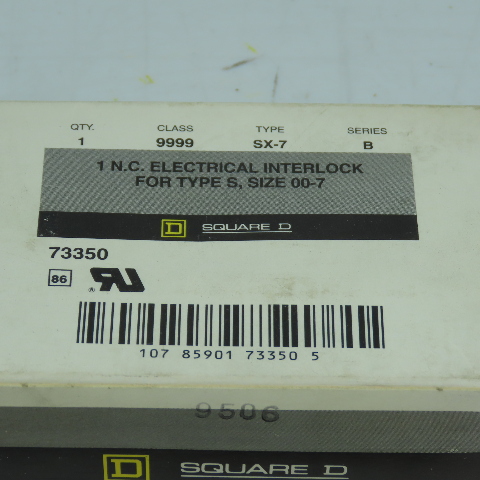 QTY. CLASS TYPE SERIES
1 9999 SX-7 B
1 N.C. ELECTRICAL INTERLOCK
FOR TYPE S, SIZE 00-7
D SQUARE D
73350
86 RU ®
107 85901 73350 5
9506
D SQUARE D